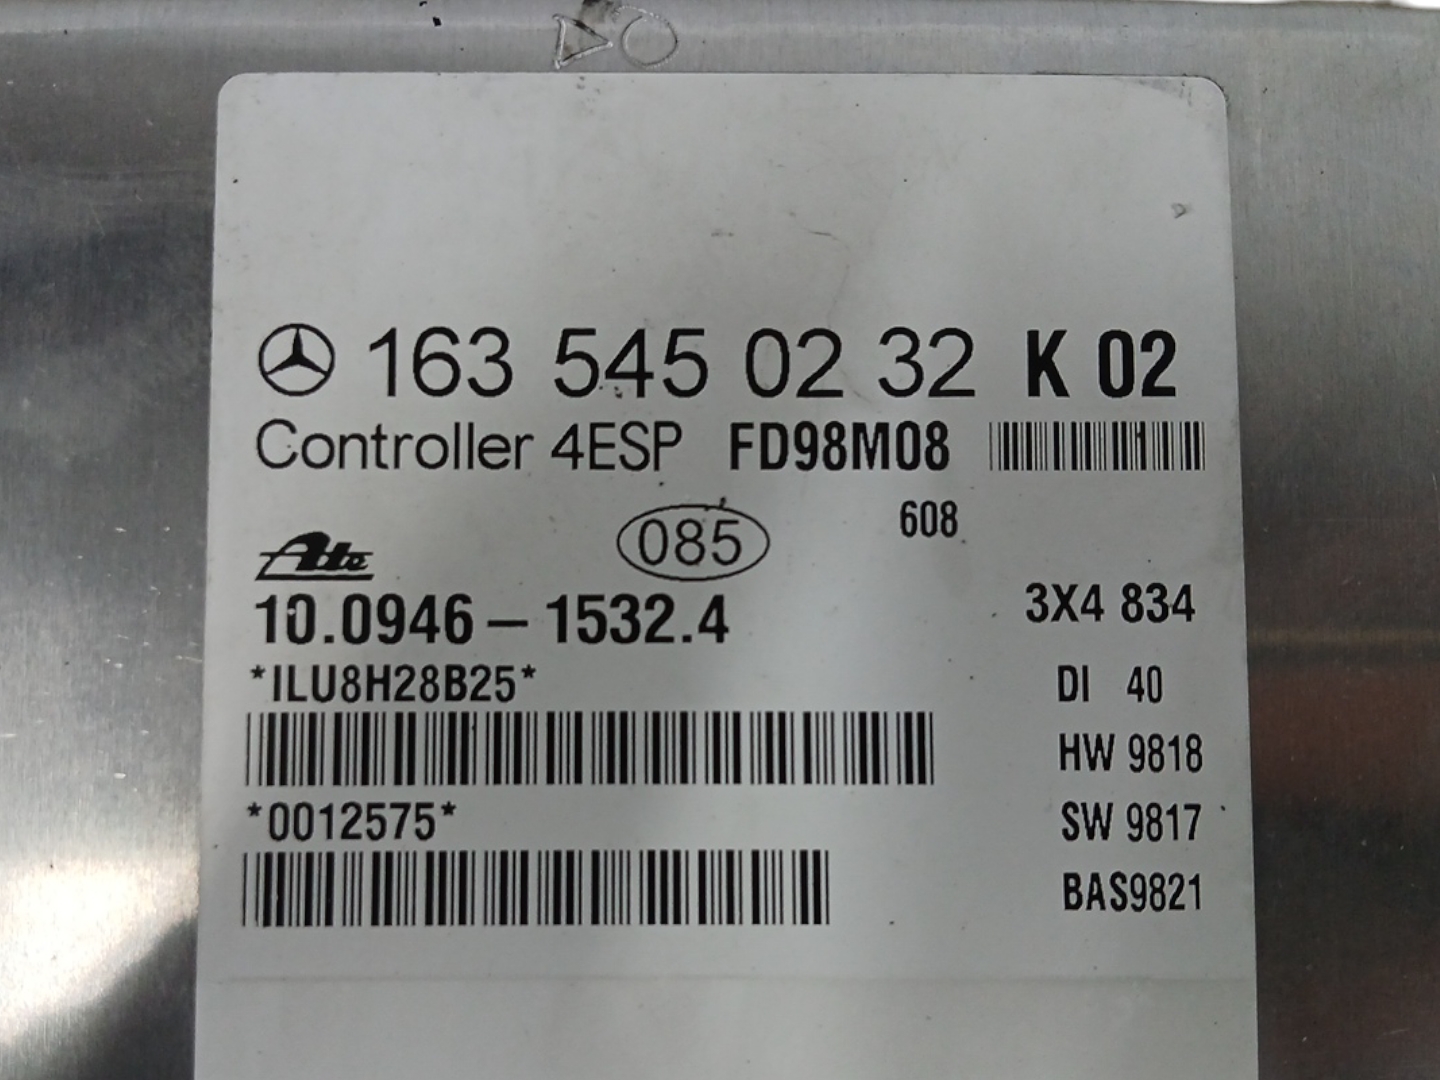 163 545 02 32 K 02
Controller 4ESP FD98M08
085 608
Ate
10.0946-1532.4 3X4 834
*ILU8H28B25* DI 40
HW 9818
*0012575* SW 9817
BAS9821